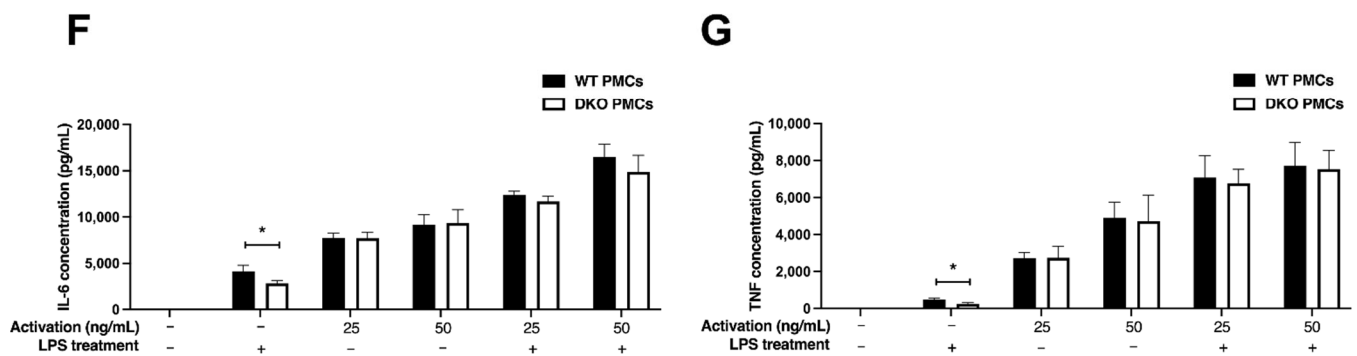 F
WT PMCs
DKO PMCs
IL-6 concentration (pg/mL)
20,000
15,000
10,000
5,000
0
*
Activation (ng/mL) – – 25 50 25 50
LPS treatment – + – – + +
G
WT PMCs
DKO PMCs
TNF concentration (pg/mL)
10,000
8,000
6,000
4,000
2,000
0
*
Activation (ng/mL) – – 25 50 25 50
LPS treatment – + – – + +